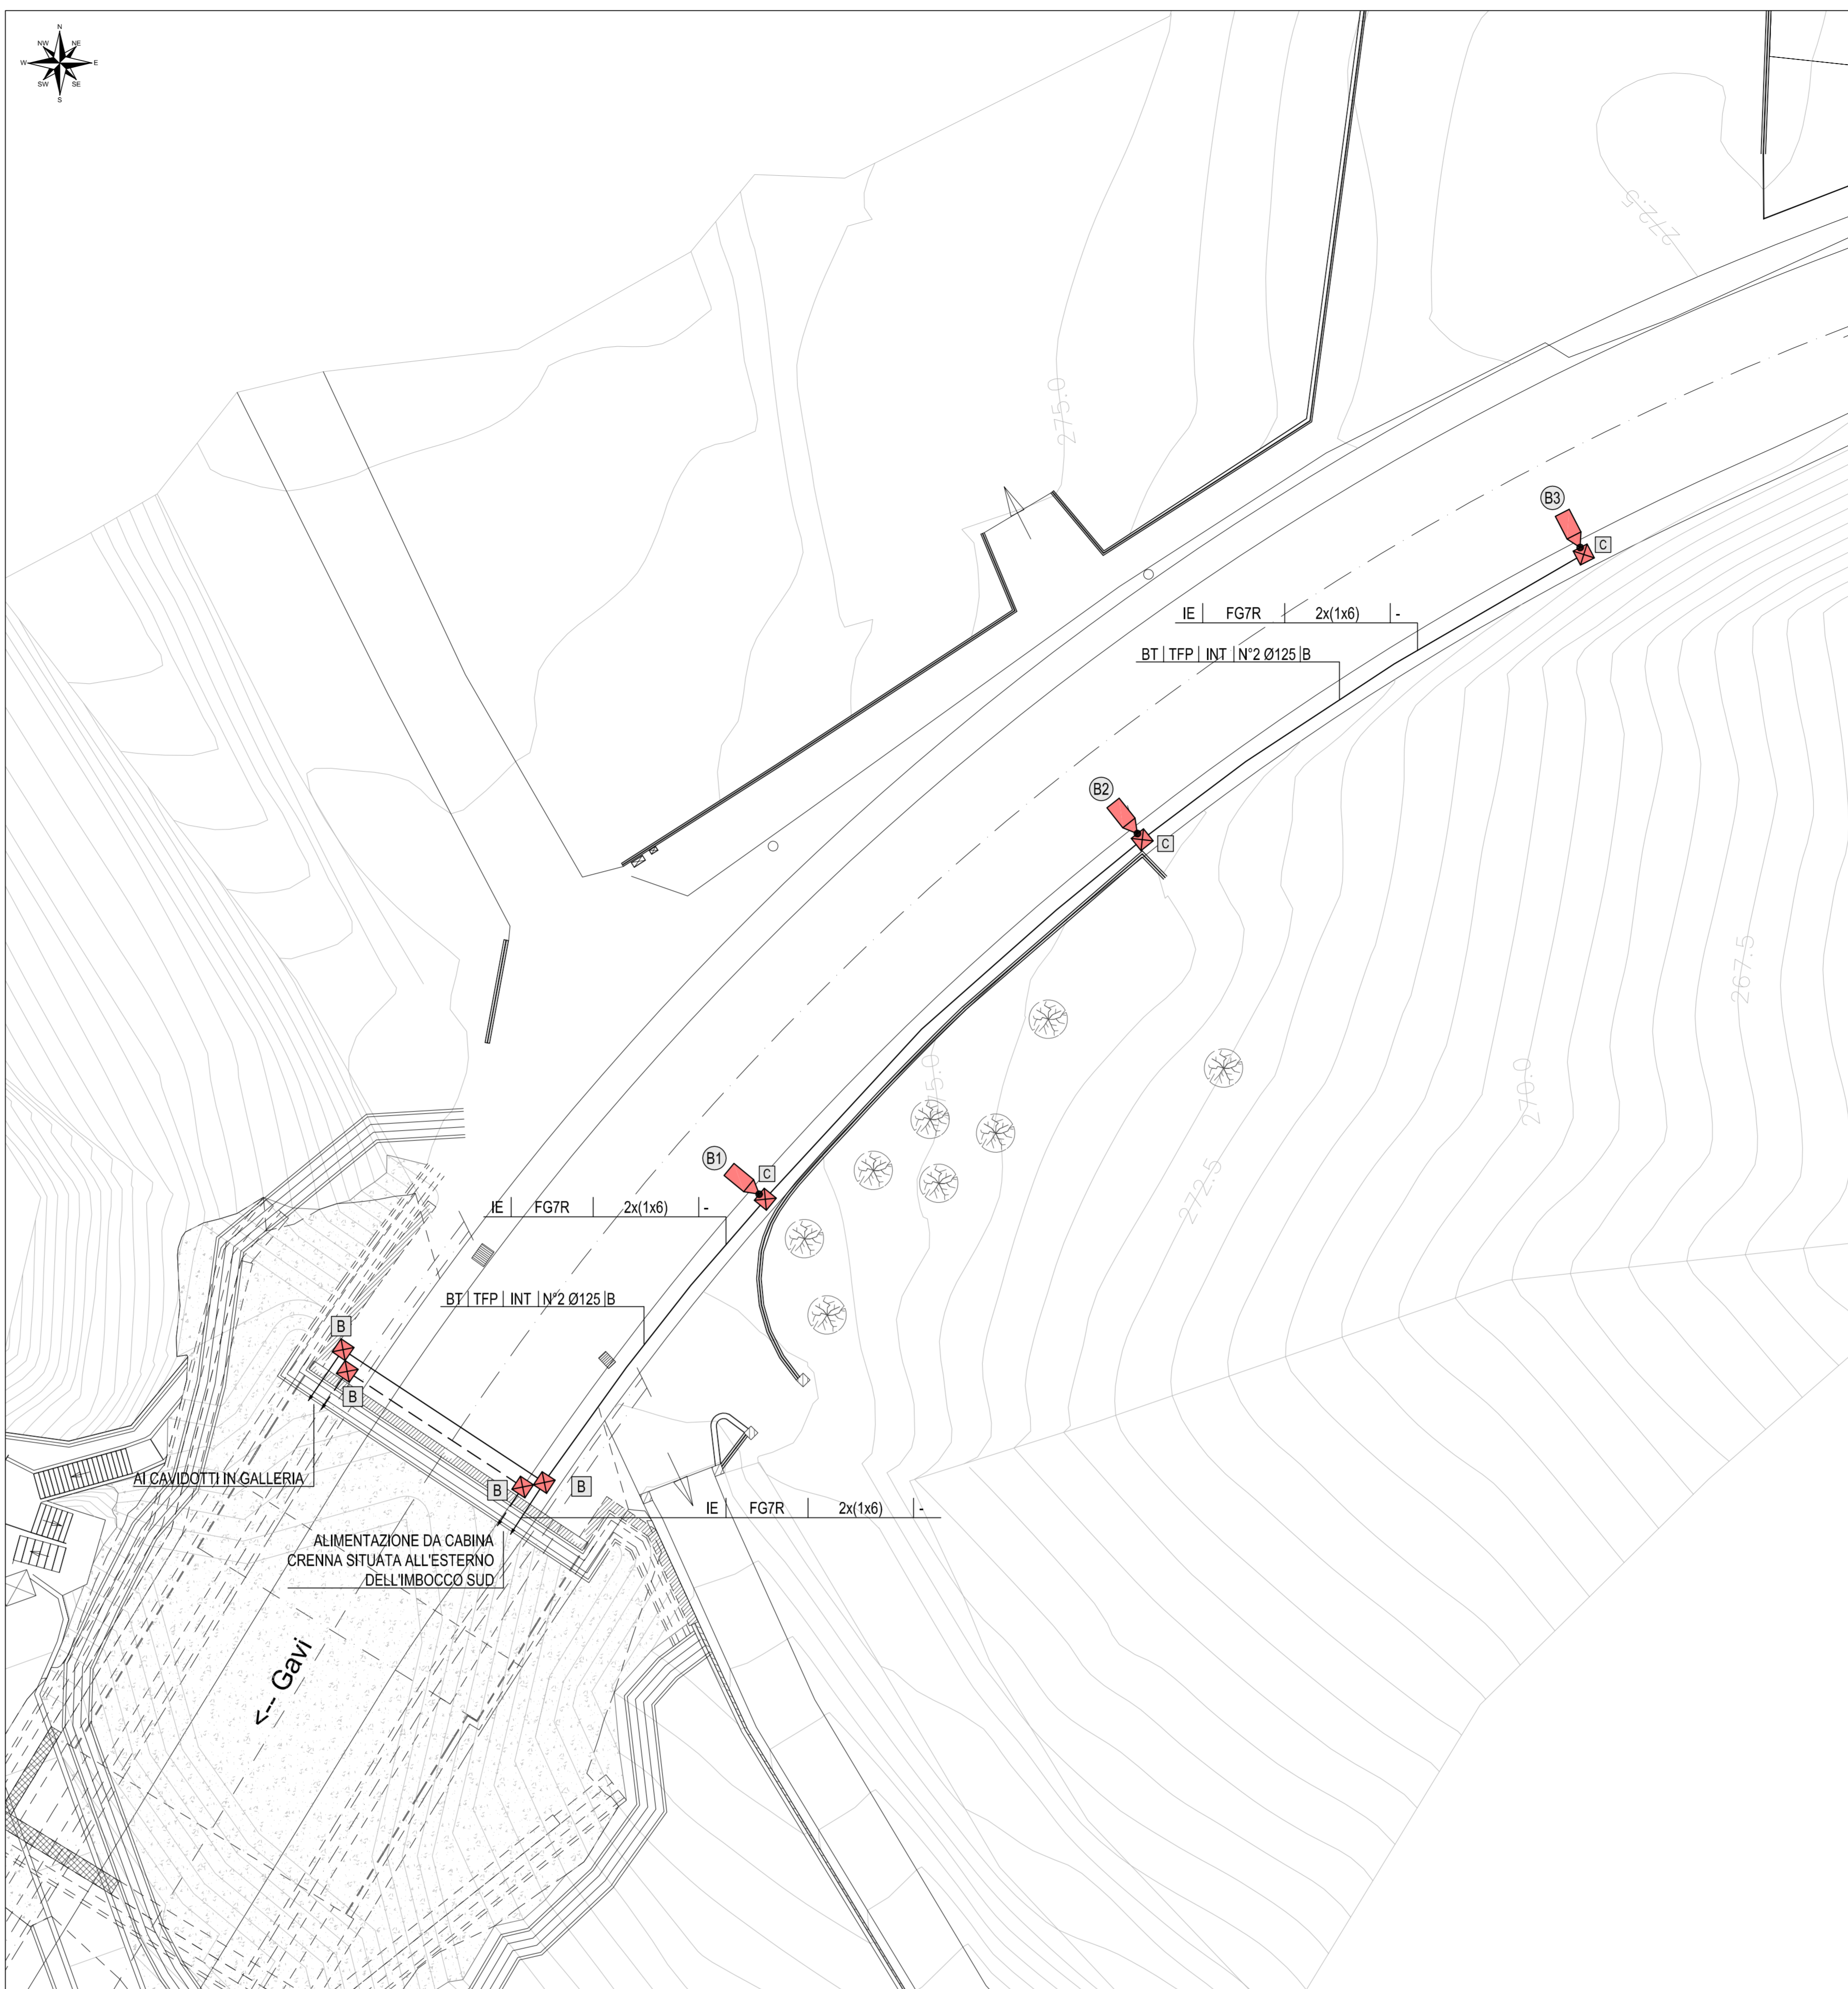 N
NW NE
W E
SW SE
S
272.5
275.0
B3
C
IE FG7R 2x(1x6) -
BT TFP INT N°2 Ø125 B
B2
C
267.5
75.0
270.0
B1
C
272.5
IE FG7R 2x(1x6) -
BT TFP INT N°2 Ø125 B
B
B
AI CAVIDOTTI IN GALLERIA
B
B
IE FG7R 2x(1x6) -
ALIMENTAZIONE DA CABINA
CRENNA SITUATA ALL'ESTERNO
DELL'IMBOCCO SUD
<-- Gavi